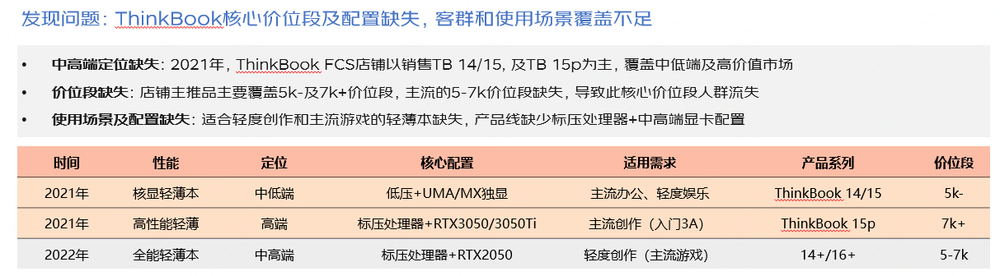 发现问题：ThinkBook核心价位段及配置缺失，客群和使用场景覆盖不足
• 中高端定位缺失：2021年，ThinkBook FCS店铺以销售TB 14/15, 及TB 15p为主，覆盖中低端及高价值市场
• 价位段缺失：店铺主推品主要覆盖5k-及7k+价位段，主流的5-7k价位段缺失，导致此核心价位段人群流失
• 使用场景及配置缺失：适合轻度创作和主流游戏的轻薄本缺失，产品线缺少标压处理器+中高端显卡配置
时间 性能 定位 核心配置 适用需求 产品系列 价位段
2021年 核显轻薄本 中低端 低压+UMA/MX独显 主流办公、轻度娱乐 ThinkBook 14/15 5k-
2021年 高性能轻薄 高端 标压处理器+RTX3050/3050Ti 主流创作（入门3A） ThinkBook 15p 7k+
2022年 全能轻薄本 中高端 标压处理器+RTX2050 轻度创作（主流游戏） 14+/16+ 5-7k